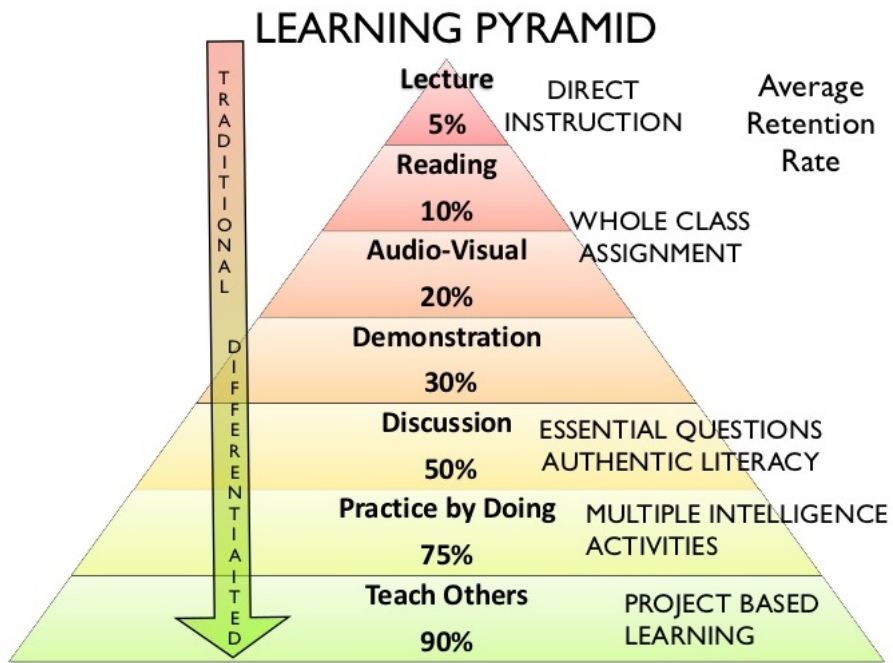 LEARNING PYRAMID
TRADITIONAL
DIFFERENTIAITED
Lecture
5%
DIRECT
INSTRUCTION
Average
Retention
Rate
Reading
10%
WHOLE CLASS
ASSIGNMENT
Audio-Visual
20%
Demonstration
30%
Discussion
50%
ESSENTIAL QUESTIONS
AUTHENTIC LITERACY
Practice by Doing
75%
MULTIPLE INTELLIGENCE
ACTIVITIES
Teach Others
90%
PROJECT BASED
LEARNING